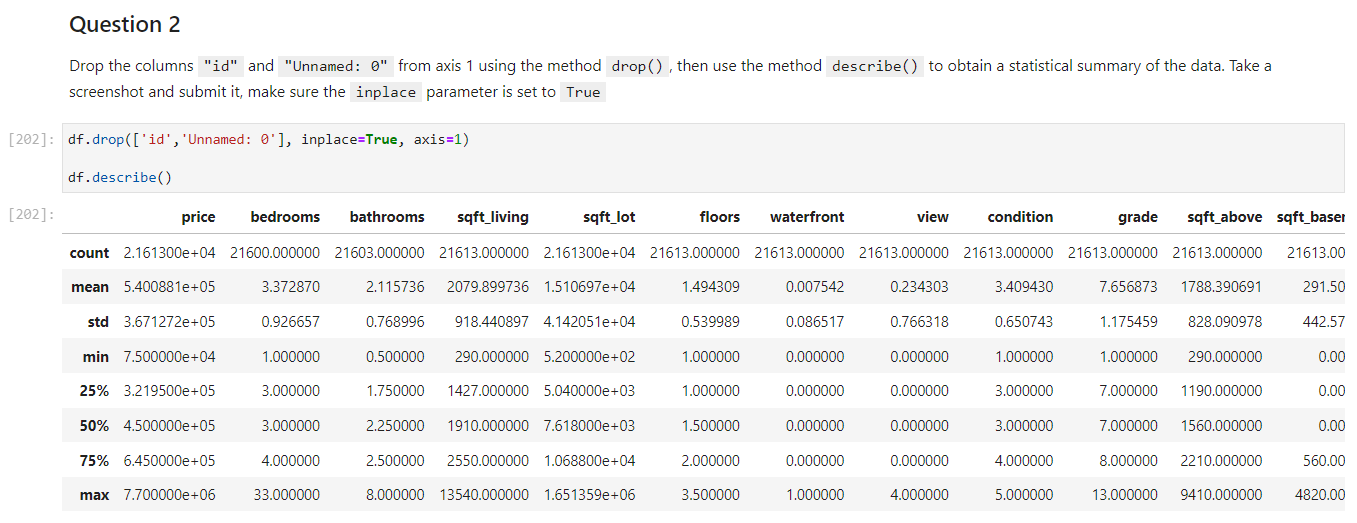 Question 2
Drop the columns "id" and "Unnamed: 0" from axis 1 using the method drop() , then use the method describe() to obtain a statistical summary of the data. Take a
screenshot and submit it, make sure the inplace parameter is set to True
[202]: df.drop(['id','Unnamed: 0'], inplace=True, axis=1)
df.describe()
[202]: price bedrooms bathrooms sqft_living sqft_lot floors waterfront view condition grade sqft_above sqft_baser
count 2.161300e+04 21600.000000 21603.000000 21613.000000 2.161300e+04 21613.000000 21613.000000 21613.000000 21613.000000 21613.000000 21613.000000 21613.00
mean 5.400881e+05 3.372870 2.115736 2079.899736 1.510697e+04 1.494309 0.007542 0.234303 3.409430 7.656873 1788.390691 291.50
std 3.671272e+05 0.926657 0.768996 918.440897 4.142051e+04 0.539989 0.086517 0.766318 0.650743 1.175459 828.090978 442.57
min 7.500000e+04 1.000000 0.500000 290.000000 5.200000e+02 1.000000 0.000000 0.000000 1.000000 1.000000 290.000000 0.00
25% 3.219500e+05 3.000000 1.750000 1427.000000 5.040000e+03 1.000000 0.000000 0.000000 3.000000 7.000000 1190.000000 0.00
50% 4.500000e+05 3.000000 2.250000 1910.000000 7.618000e+03 1.500000 0.000000 0.000000 3.000000 7.000000 1560.000000 0.00
75% 6.450000e+05 4.000000 2.500000 2550.000000 1.068800e+04 2.000000 0.000000 0.000000 4.000000 8.000000 2210.000000 560.00
max 7.700000e+06 33.000000 8.000000 13540.000000 1.651359e+06 3.500000 1.000000 4.000000 5.000000 13.000000 9410.000000 4820.00